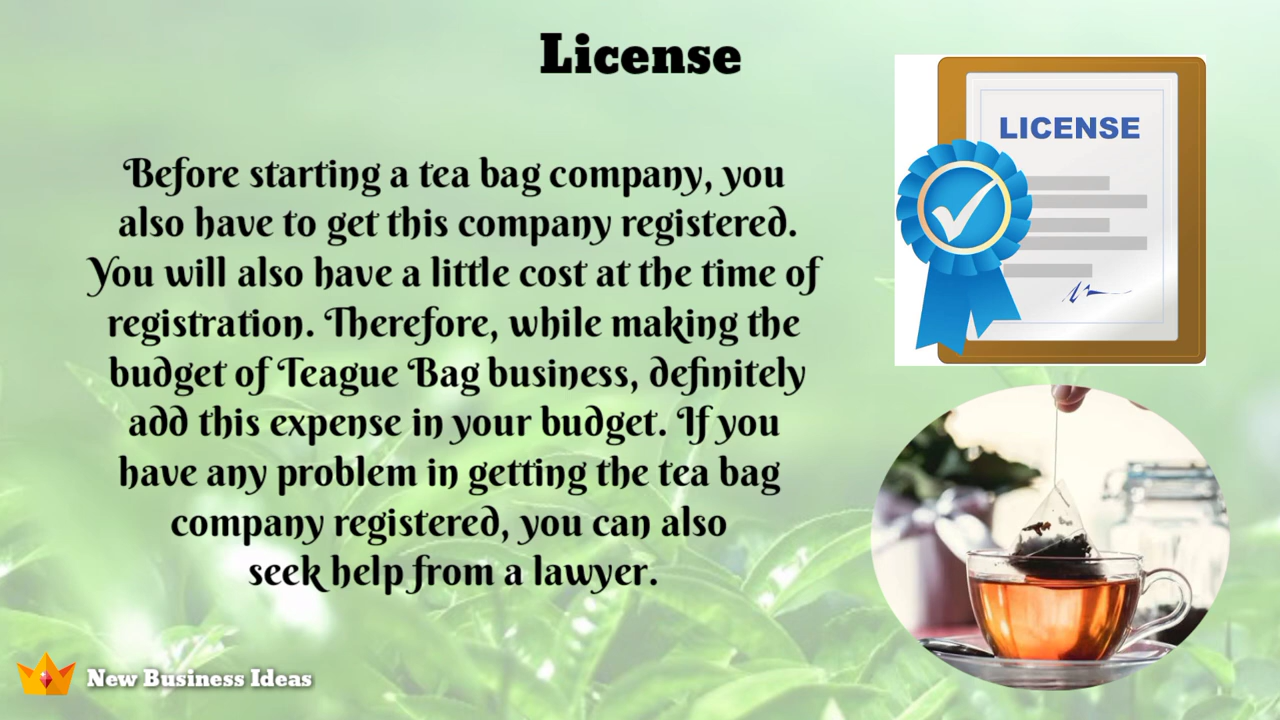 License
LICENSE
Before starting a tea bag company, you
also have to get this company registered.
You will also have a little cost at the time of
registration. Therefore, while making the
budget of Teague Bag business, definitely
add this expense in your budget. If you
have any problem in getting the tea bag
company registered, you can also
seek help from a lawyer.
New Business Ideas